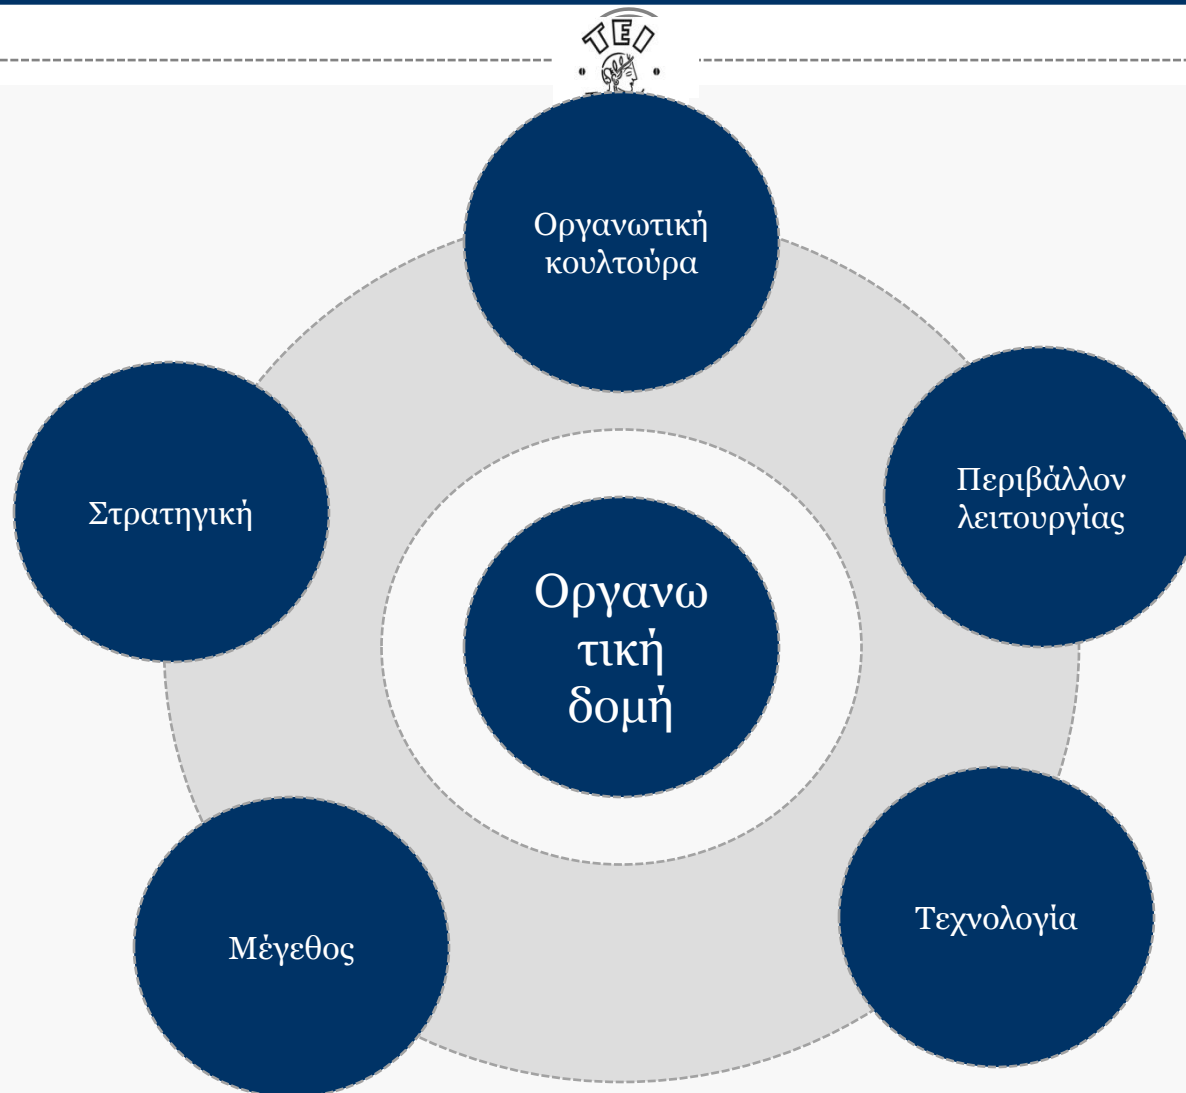 ΤΕΙ
Οργανωτική
κουλτούρα
Περιβάλλον
λειτουργίας
Στρατηγική
Οργανω
τική
δομή
Τεχνολογία
Μέγεθος